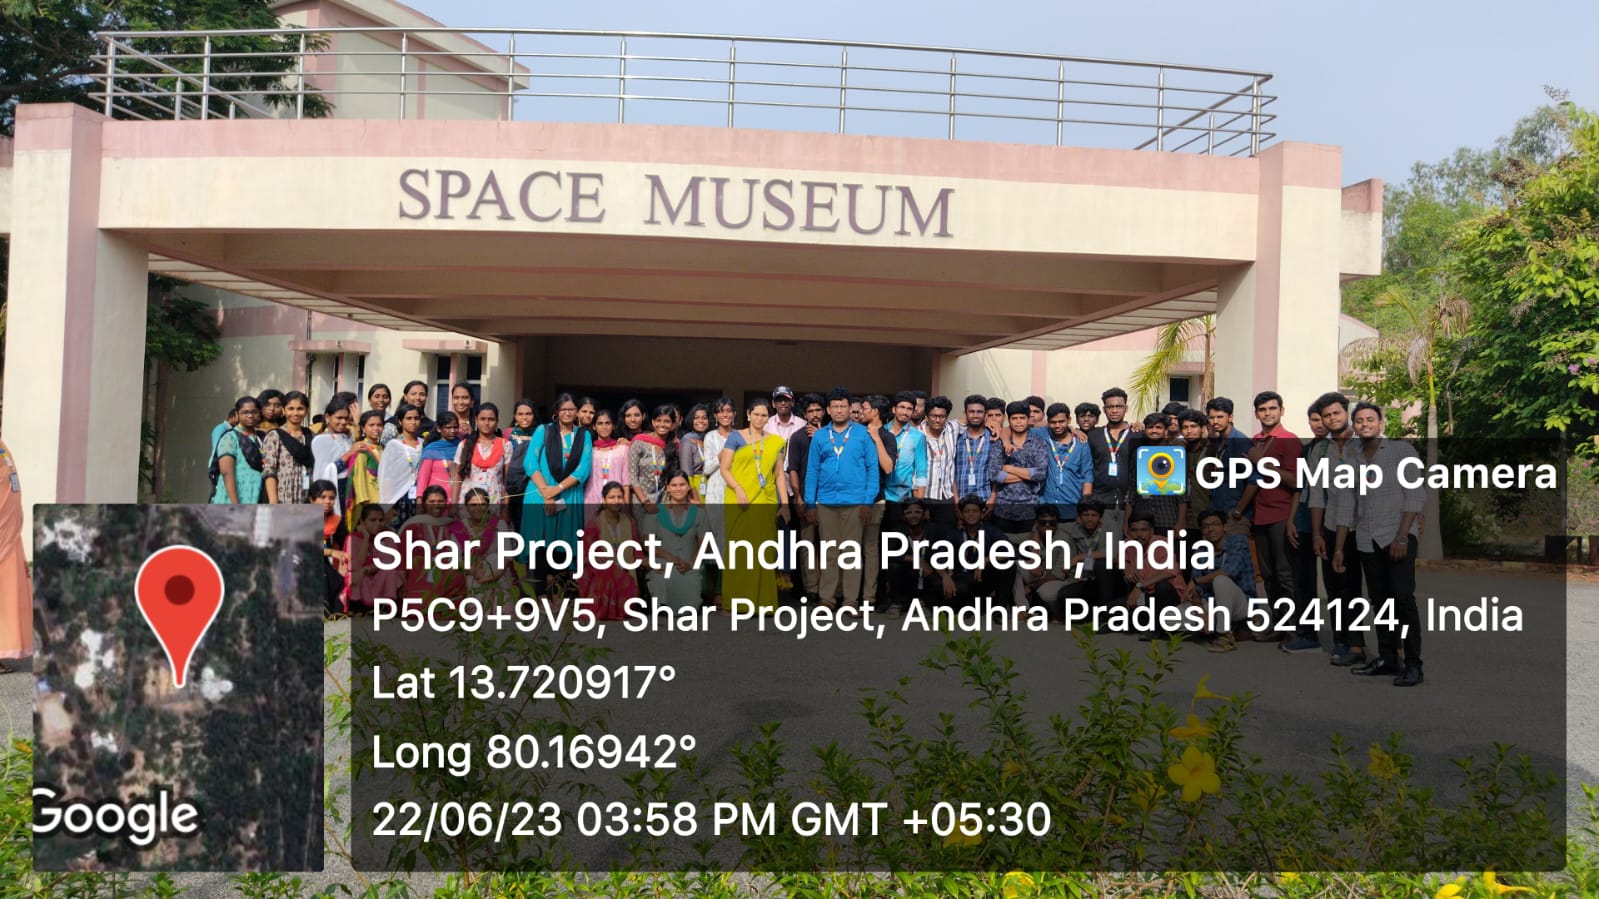 SPACE MUSEUM
GPS Map Camera
Shar Project, Andhra Pradesh, India
P5C9+9V5, Shar Project, Andhra Pradesh 524124, India
Lat 13.720917°
Long 80.16942°
22/06/23 03:58 PM GMT +05:30
Google